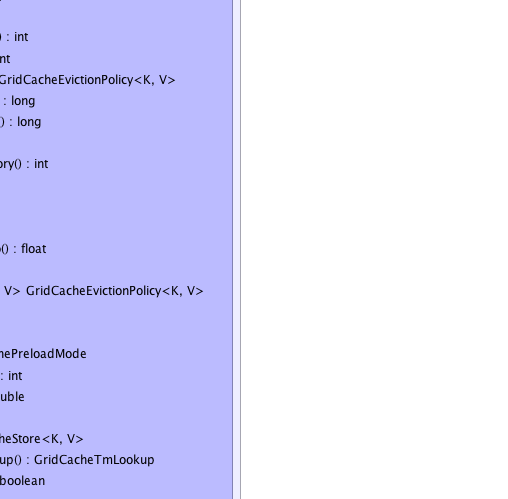 ) : int
nt
GridCacheEvictionPolicy<K, V>
: long
() : long
ory() : int
() : float
V> GridCacheEvictionPolicy<K, V>
hePreloadMode
: int
uble
heStore<K, V>
up() : GridCacheTmLookup
boolean